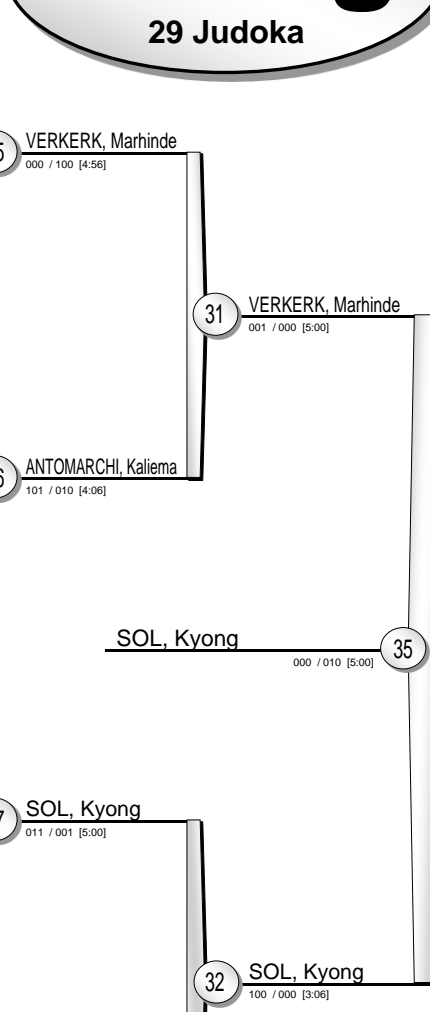 29 Judoka
VERKERK, Marhinde
000 / 100 [4:56]
31
VERKERK, Marhinde
001 / 000 [5:00]
ANTOMARCHI, Kaliema
101 / 010 [4:06]
SOL, Kyong
35
000 / 010 [5:00]
SOL, Kyong
011 / 001 [5:00]
32
SOL, Kyong
100 / 000 [3:06]